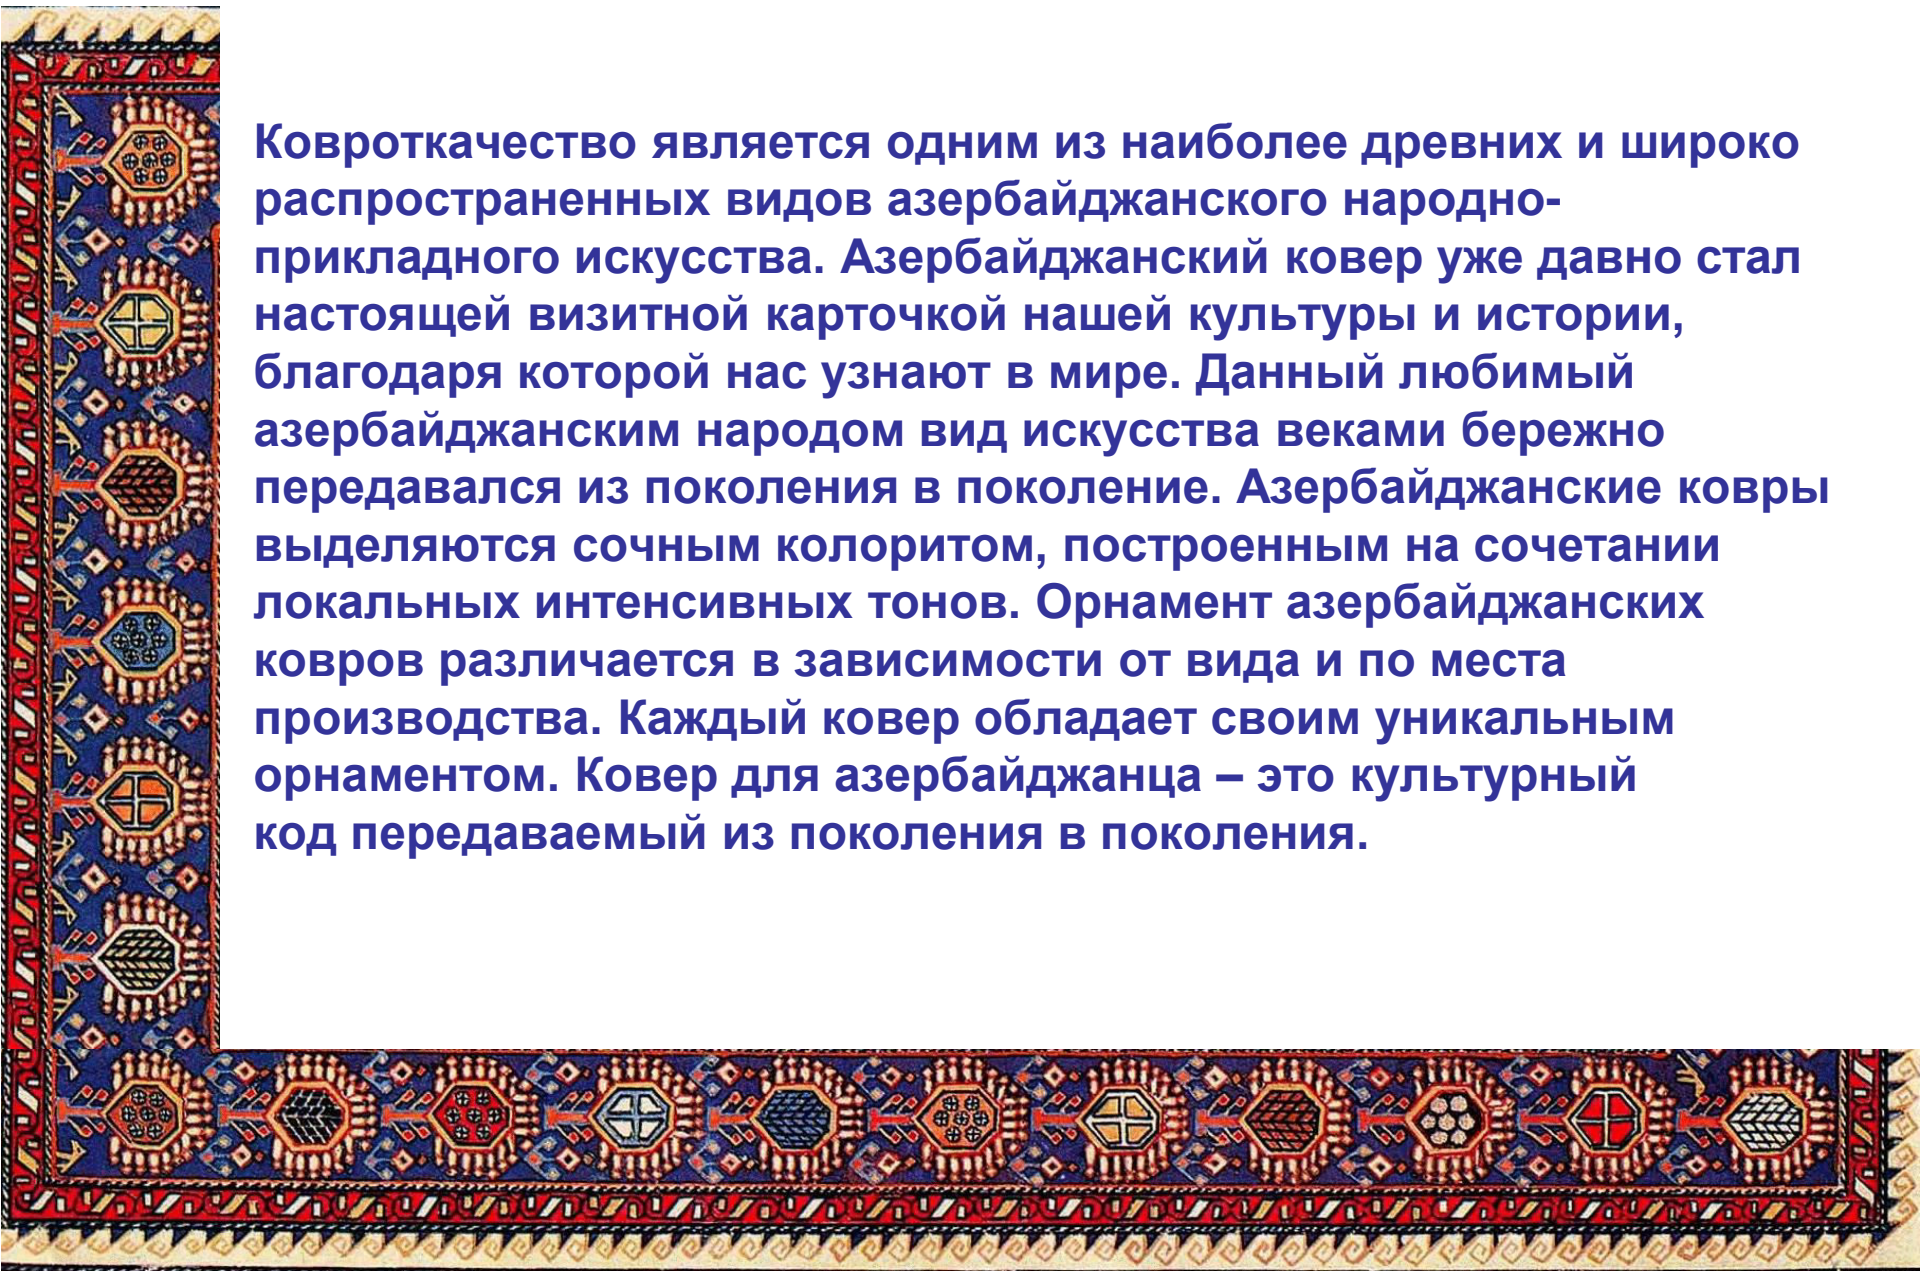 Ковроткачество является одним из наиболее древних и широко
распространенных видов азербайджанского народно-
прикладного искусства. Азербайджанский ковер уже давно стал
настоящей визитной карточкой нашей культуры и истории,
благодаря которой нас узнают в мире. Данный любимый
азербайджанским народом вид искусства веками бережно
передавался из поколения в поколение. Азербайджанские ковры
выделяются сочным колоритом, построенным на сочетании
локальных интенсивных тонов. Орнамент азербайджанских
ковров различается в зависимости от вида и по места
производства. Каждый ковер обладает своим уникальным
орнаментом. Ковер для азербайджанца – это культурный
код передаваемый из поколения в поколения.